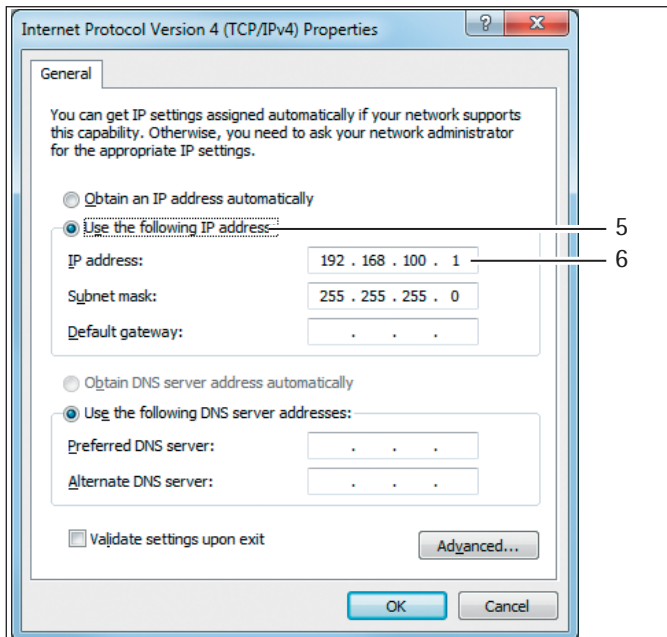 Internet Protocol Version 4 (TCP/IPv4) Properties
?
General
You can get IP settings assigned automatically if your network supports
this capability. Otherwise, you need to ask your network administrator
for the appropriate IP settings.
Obtain an IP address automatically
Use the following IP address: 5
IP address: 192 . 168 . 100 . 1 6
Subnet mask: 255 . 255 . 255 . 0
Default gateway: . . .
Obtain DNS server address automatically
Use the following DNS server addresses:
Preferred DNS server: . . .
Alternate DNS server: . . .
Validate settings upon exit
Advanced...
OK Cancel